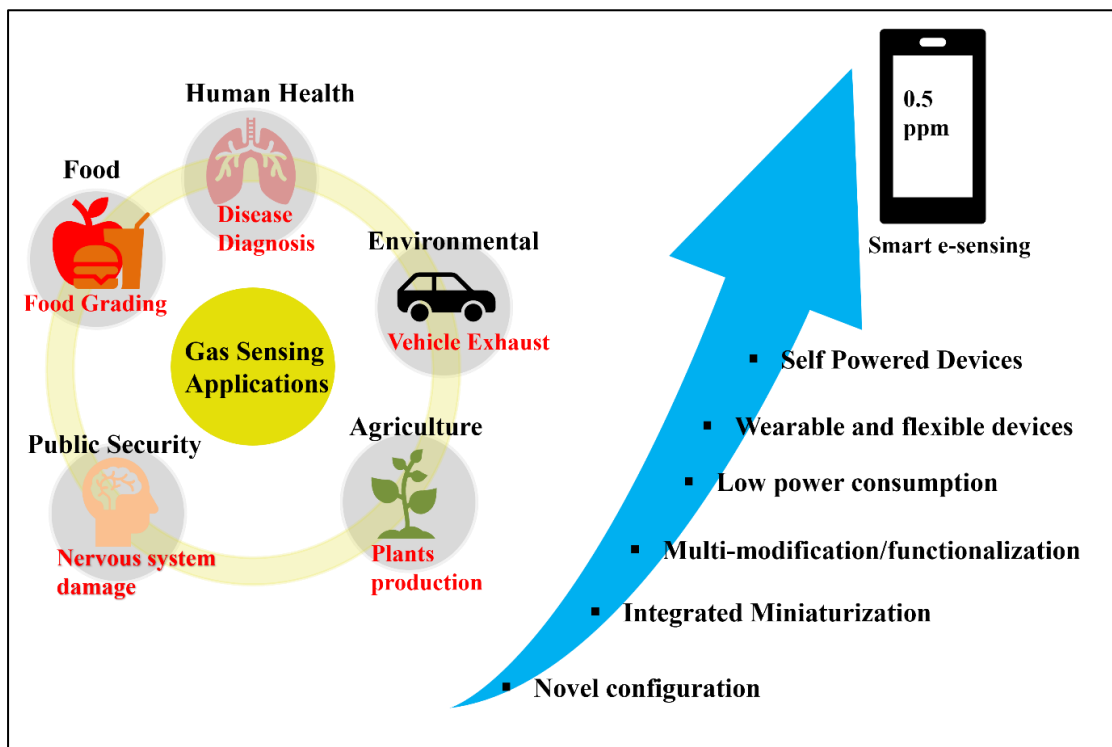 Human Health
Disease
Diagnosis
Food
Food Grading
Environmental
Vehicle Exhaust
Gas Sensing
Applications
Public Security
Nervous system
damage
Agriculture
Plants
production
0.5
ppm
Smart e-sensing
▪ Self Powered Devices
▪ Wearable and flexible devices
▪ Low power consumption
▪ Multi-modification/functionalization
▪ Integrated Miniaturization
▪ Novel configuration